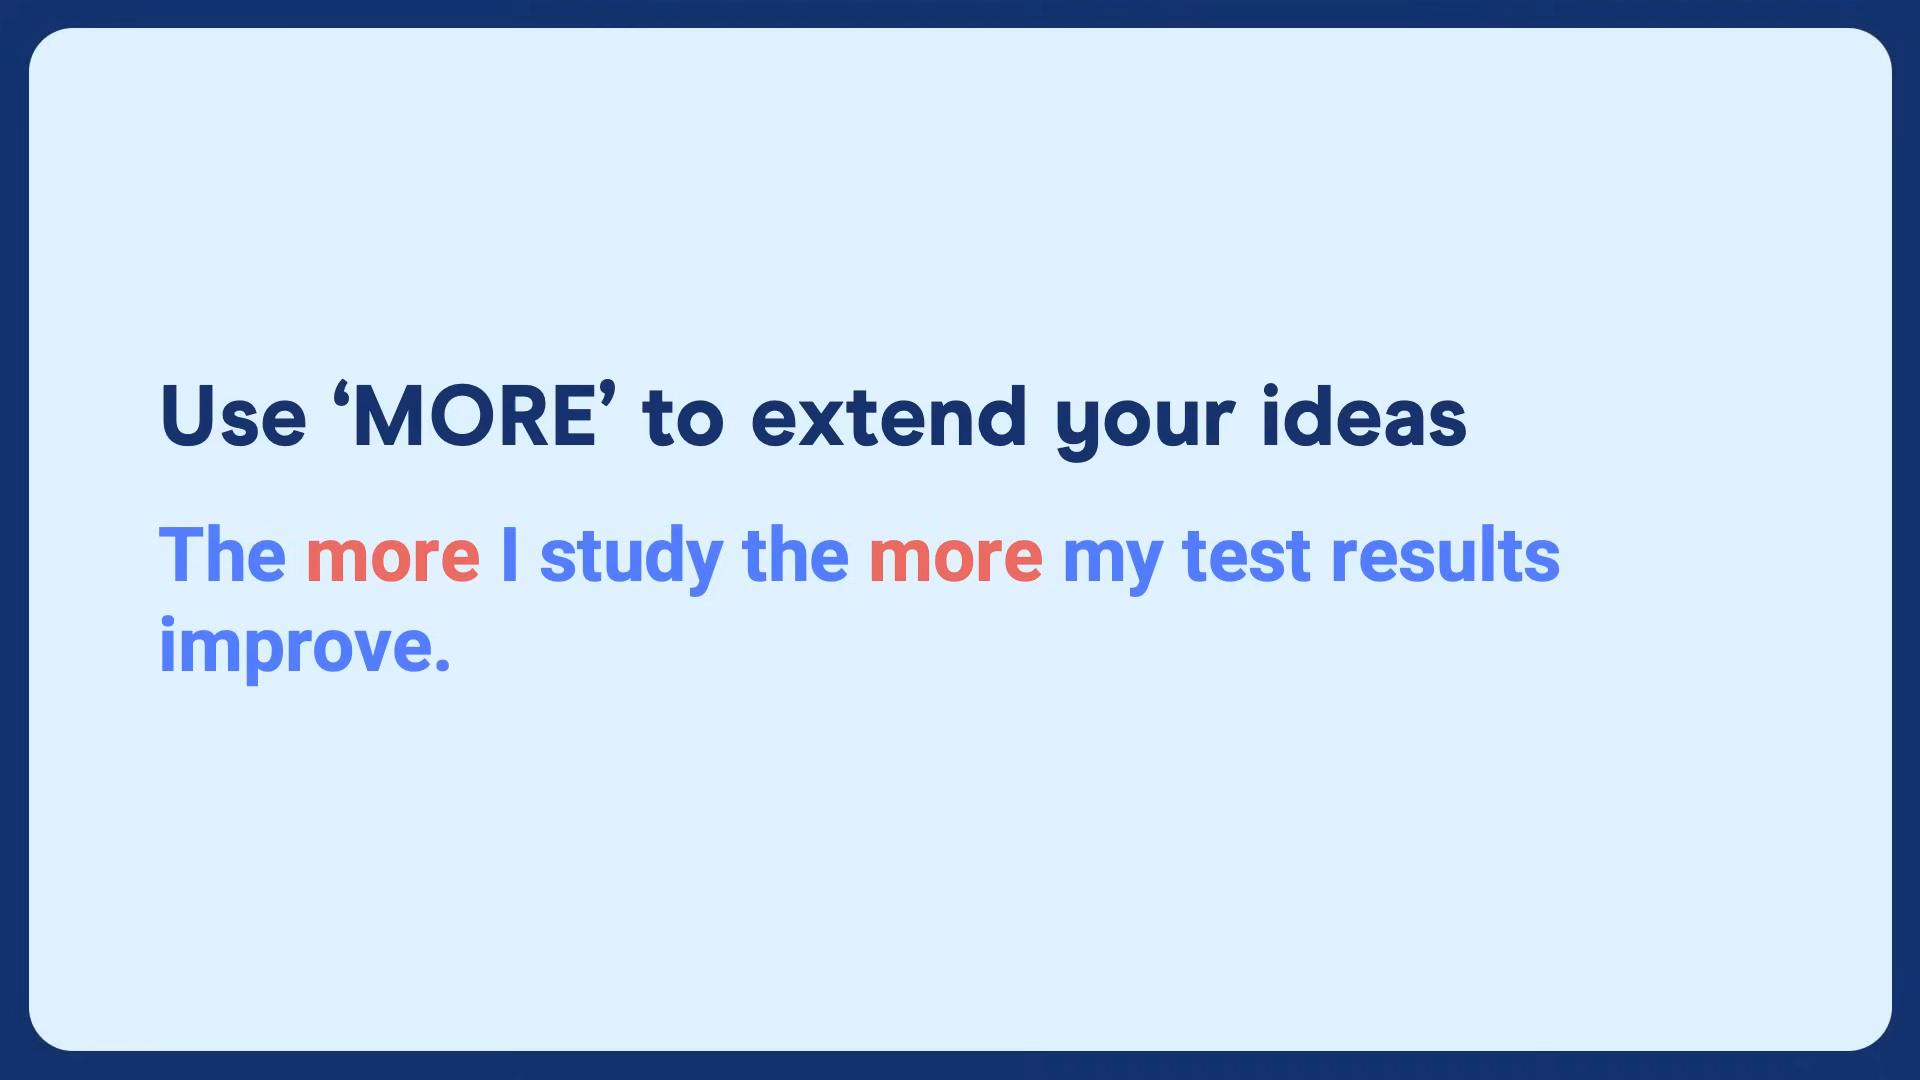 Use ‘MORE’ to extend your ideas
The more I study the more my test results
improve.